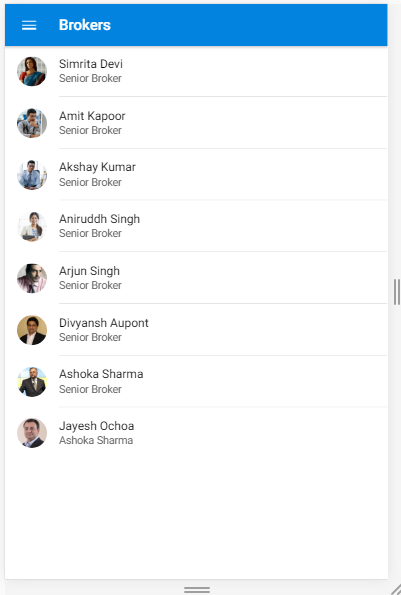 Brokers
Simrita Devi
Senior Broker
Amit Kapoor
Senior Broker
Akshay Kumar
Senior Broker
Aniruddh Singh
Senior Broker
Arjun Singh
Senior Broker
Divyansh Aupont
Senior Broker
Ashoka Sharma
Senior Broker
Jayesh Ochoa
Ashoka Sharma